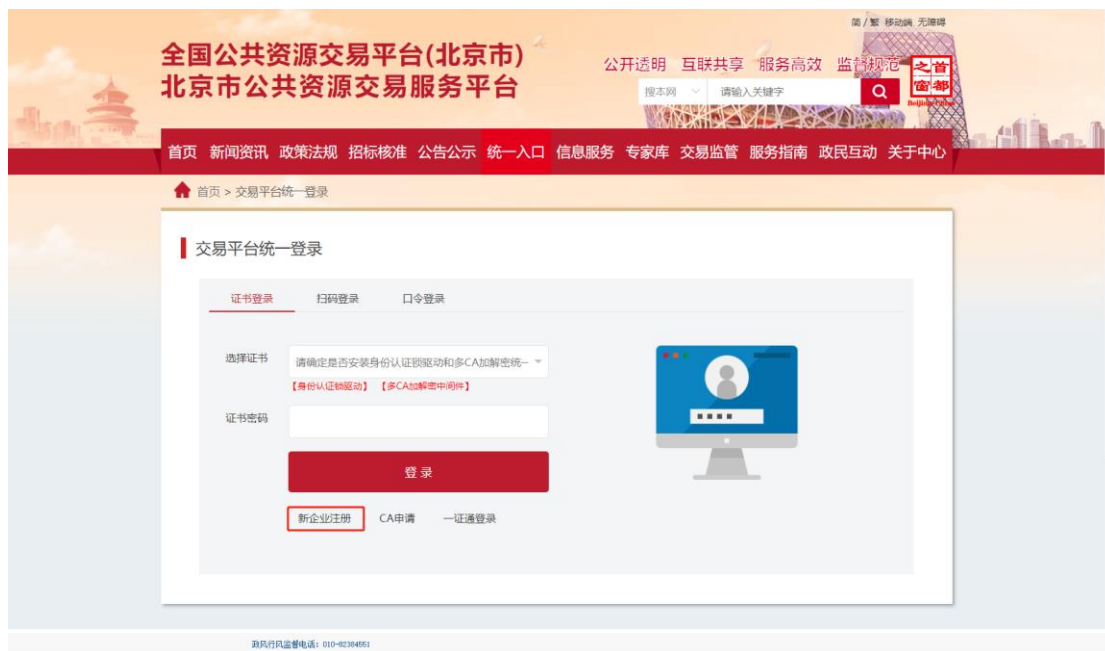 简 / 繁 移动端 无障碍
全国公共资源交易平台(北京市)
北京市公共资源交易服务平台
公开透明 互联共享 服务高效 监督规范
搜本网 请输入关键字
首都之窗
首页 新闻资讯 政策法规 招标核准 公告公示 统一入口 信息服务 专家库 交易监管 服务指南 政民互动 关于中心
首页 > 交易平台统一登录
交易平台统一登录
证书登录 扫码登录 口令登录
选择证书 请确定是否安装身份认证锁驱动和多CA加解密统一
【身份认证锁驱动】 【多CA加解密中间件】
证书密码
登 录
新企业注册 CA申请 一证通登录
政风行风监督电话: 010-82384551